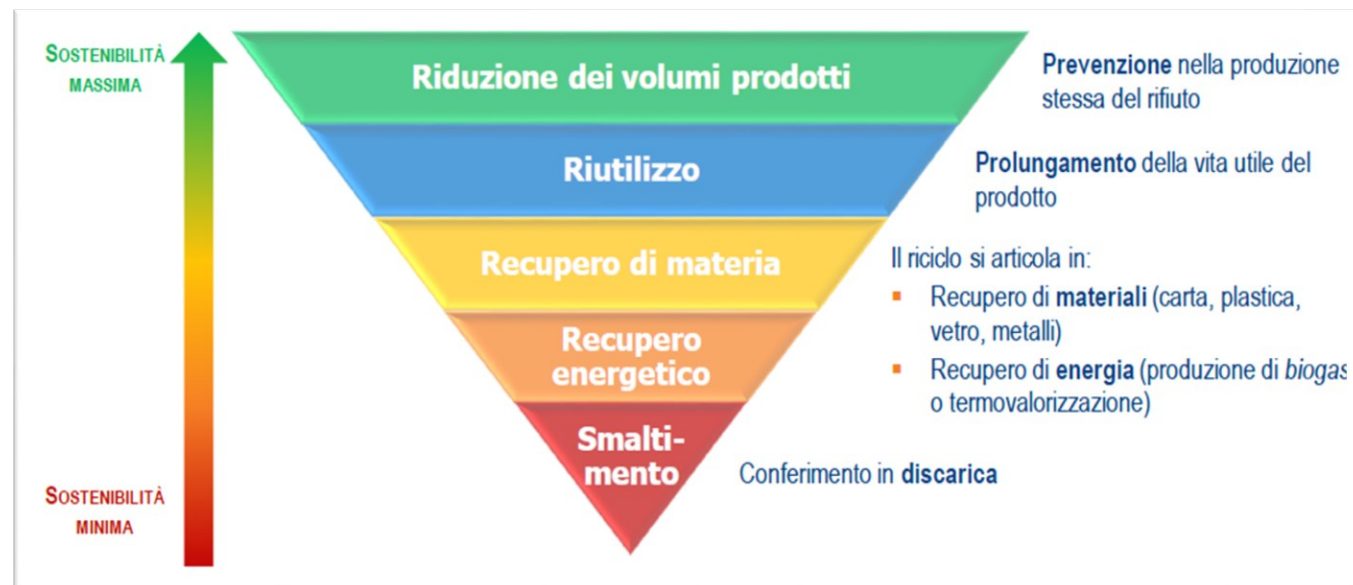 SOSTENIBILITÀ
MASSIMA
Riduzione dei volumi prodotti
Prevenzione nella produzione
stessa del rifiuto
Riutilizzo
Prolungamento della vita utile del
prodotto
Recupero di materia
Il riciclo si articola in:
▪ Recupero di materiali (carta, plastica,
vetro, metalli)
Recupero
energetico
▪ Recupero di energia (produzione di biogas
o termovalorizzazione)
Smalti-
mento
Conferimento in discarica
SOSTENIBILITÀ
MINIMA